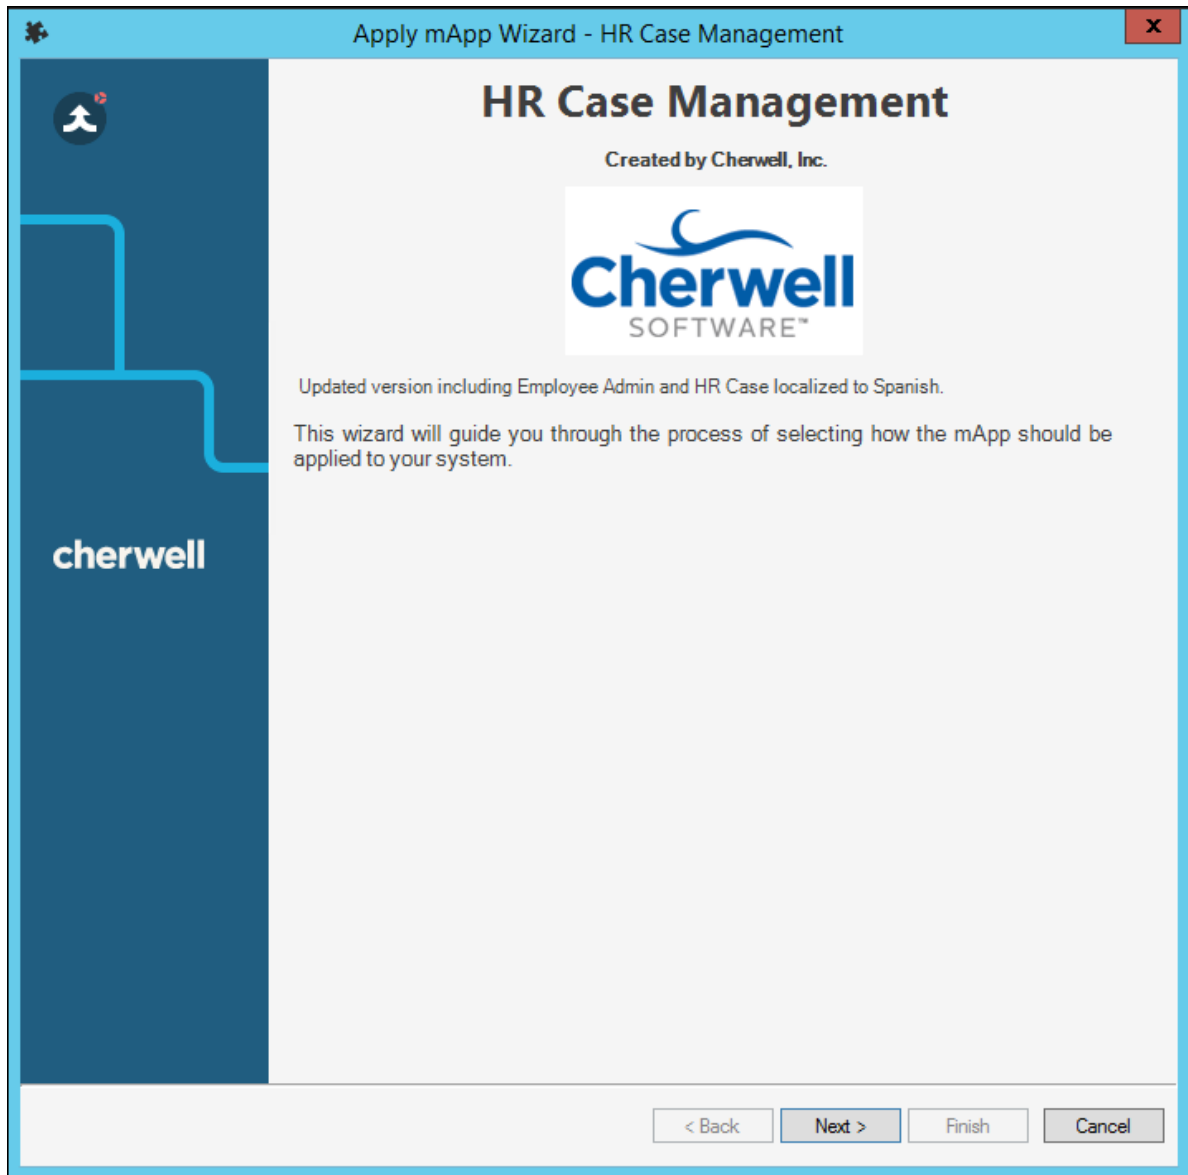 Apply mApp Wizard - HR Case Management
x
HR Case Management
Created by Cherwell, Inc.
Cherwell
SOFTWARE™
Updated version including Employee Admin and HR Case localized to Spanish.
This wizard will guide you through the process of selecting how the mApp should be
applied to your system.
cherwell
< Back Next > Finish Cancel